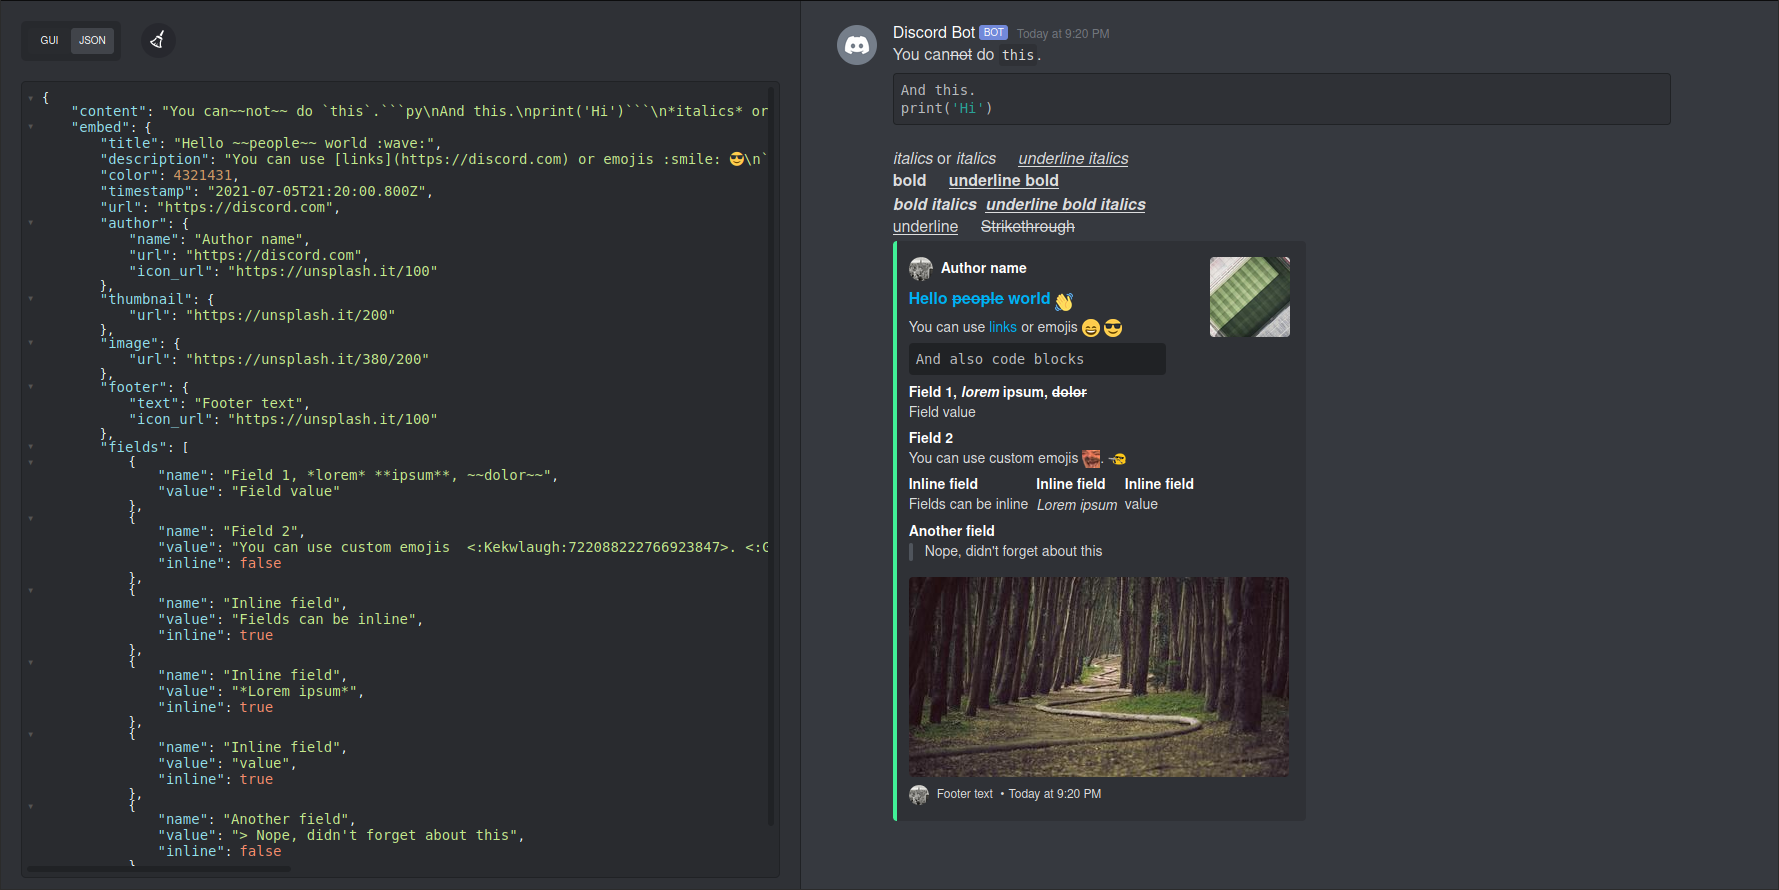 GUI JSON
{
"content": "You can~~not~~ do `this`.```py\nAnd this.\nprint('Hi')```\n*italics* or
"embed": {
"title": "Hello ~~people~~ world :wave:",
"description": "You can use [links](https://discord.com) or emojis :smile: 😎\n`
"color": 4321431,
"timestamp": "2021-07-05T21:20:00.800Z",
"url": "https://discord.com",
"author": {
"name": "Author name",
"url": "https://discord.com",
"icon_url": "https://unsplash.it/100"
},
"thumbnail": {
"url": "https://unsplash.it/200"
},
"image": {
"url": "https://unsplash.it/380/200"
},
"footer": {
"text": "Footer text",
"icon_url": "https://unsplash.it/100"
},
"fields": [
{
"name": "Field 1, *lorem* **ipsum**, ~~dolor~~",
"value": "Field value"
},
{
"name": "Field 2",
"value": "You can use custom emojis  <:Kekwlaugh:722088222766923847>. <:G
"inline": false
},
{
"name": "Inline field",
"value": "Fields can be inline",
"inline": true
},
{
"name": "Inline field",
"value": "*Lorem ipsum*",
"inline": true
},
{
"name": "Inline field",
"value": "value",
"inline": true
},
{
"name": "Another field",
"value": "> Nope, didn't forget about this",
"inline": false
}
Discord Bot BOT Today at 9:20 PM
You cannot do this.
And this.
print('Hi')
italics or italics underline italics
bold underline bold
bold italics underline bold italics
underline Strikethrough
Author name
Hello people world 👋
You can use links or emojis 😄 😎
And also code blocks
Field 1, lorem ipsum, dolor
Field value
Field 2
You can use custom emojis .
Inline field Inline field Inline field
Fields can be inline Lorem ipsum value
Another field
Nope, didn't forget about this
Footer text • Today at 9:20 PM